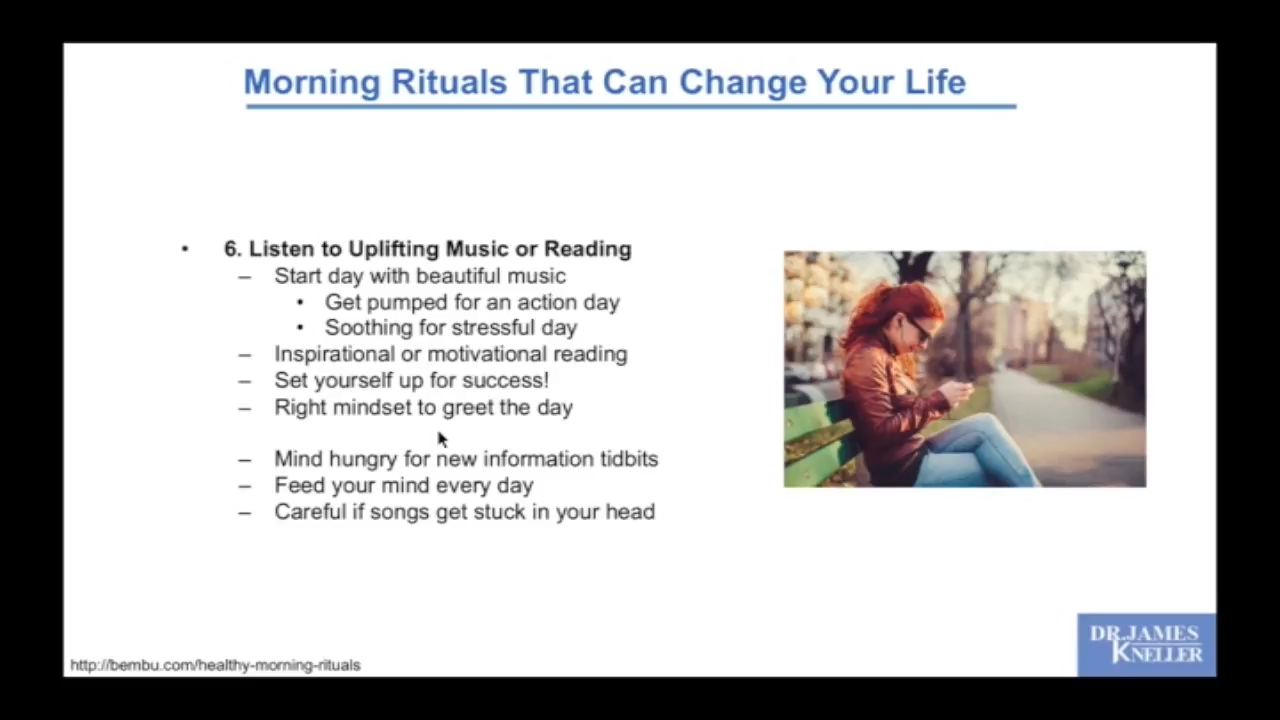 Morning Rituals That Can Change Your Life
• 6. Listen to Uplifting Music or Reading
– Start day with beautiful music
• Get pumped for an action day
• Soothing for stressful day
– Inspirational or motivational reading
– Set yourself up for success!
– Right mindset to greet the day
– Mind hungry for new information tidbits
– Feed your mind every day
– Careful if songs get stuck in your head
http://bembu.com/healthy-morning-rituals
DR.JAMES
KNELLER